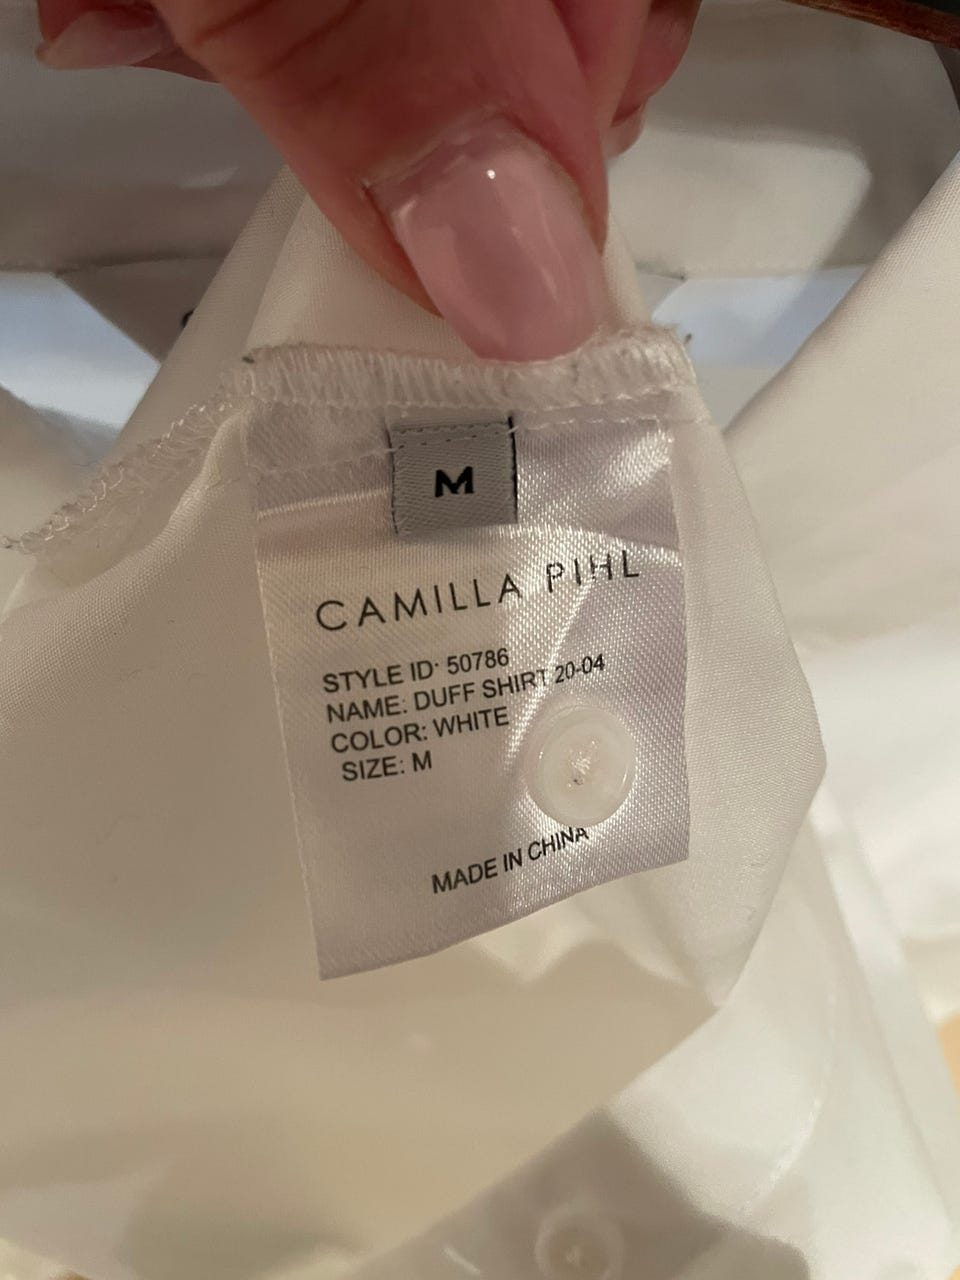 M
CAMILLA PIHL
STYLE ID: 50786
NAME: DUFF SHIRT 20-04
COLOR: WHITE
SIZE: M
MADE IN CHINA